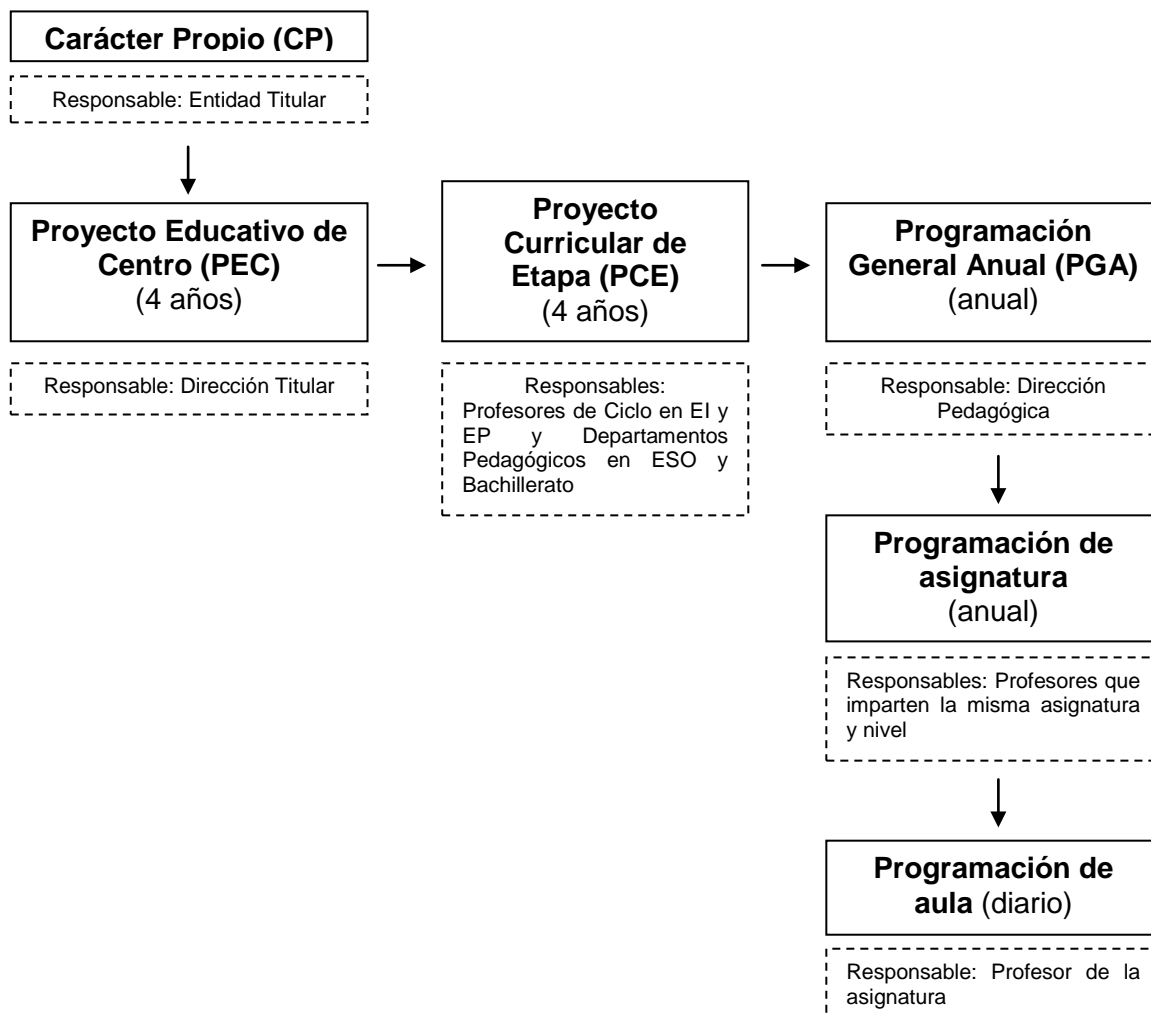 Carácter Propio (CP)
Responsable: Entidad Titular
Proyecto Educativo de
Centro (PEC)
(4 años)
Responsable: Dirección Titular
Proyecto
Curricular de
Etapa (PCE)
(4 años)
Responsables:
Profesores de Ciclo en EI y
EP y Departamentos
Pedagógicos en ESO y
Bachillerato
Programación
General Anual (PGA)
(anual)
Responsable: Dirección
Pedagógica
Programación de
asignatura
(anual)
Responsables: Profesores que
imparten la misma asignatura
y nivel
Programación de
aula (diario)
Responsable: Profesor de la
asignatura